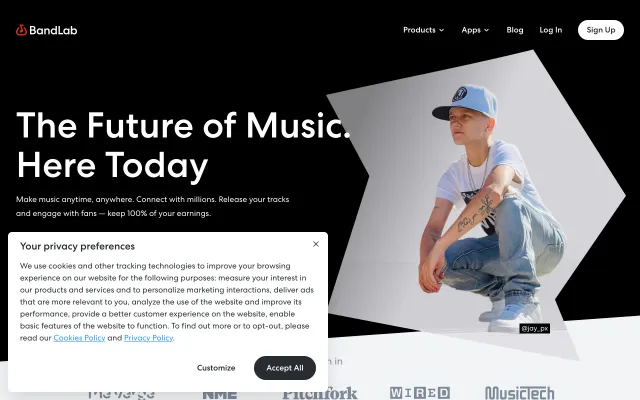 BandLab
Products
Apps
Blog
Log In
Sign Up
The Future of Music.
Here Today
Make music anytime, anywhere. Connect with millions. Release your tracks
and engage with fans — keep 100% of your earnings.
@jay_px
Your privacy preferences
We use cookies and other tracking technologies to improve your browsing
experience on our website for the following purposes: measure your interest in
our products and services and to personalize marketing interactions, deliver ads
that are more relevant to you, analyze the use of the website and improve its
performance, provide a better customer experience on the website, enable
basic features of the website to function. To find out more or to opt-out, please
read our Cookies Policy and Privacy Policy.
Customize
Accept All
in
NME
Pitchfork
WIRED
MusicTech